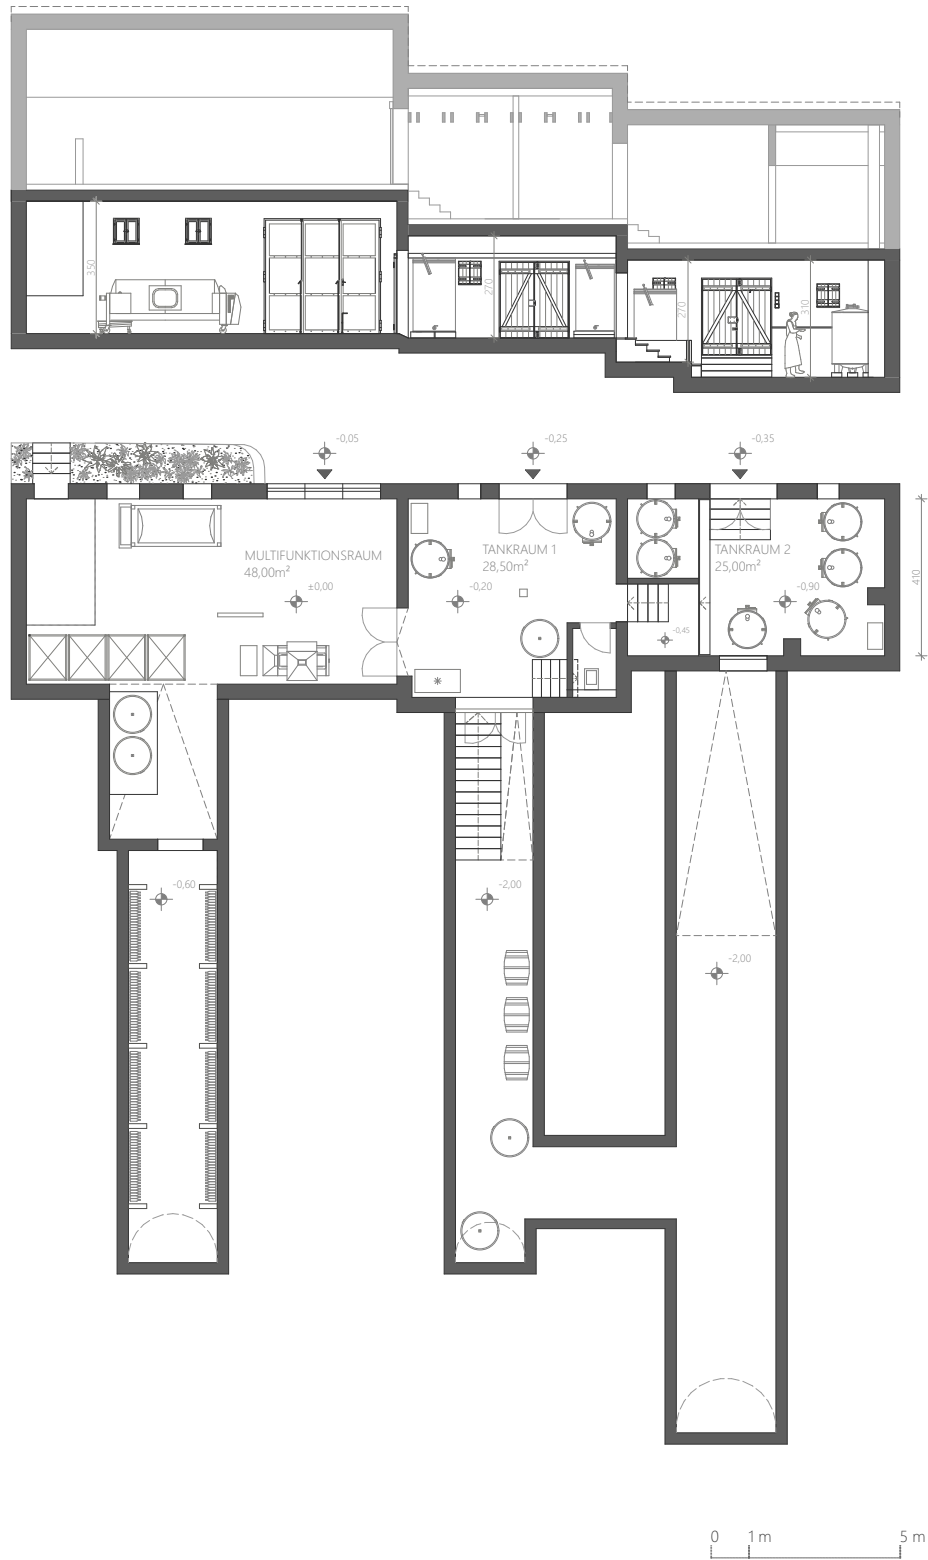 350
270
270
310
-0,05
-0,25
-0,35
MULTIFUNKTIONSRAUM
48,00m²
±0,00
TANKRAUM 1
28,50m²
-0,20
TANKRAUM 2
25,00m²
-0,90
-0,45
410
-0,60
-2,00
-2,00
0 1 m 5 m